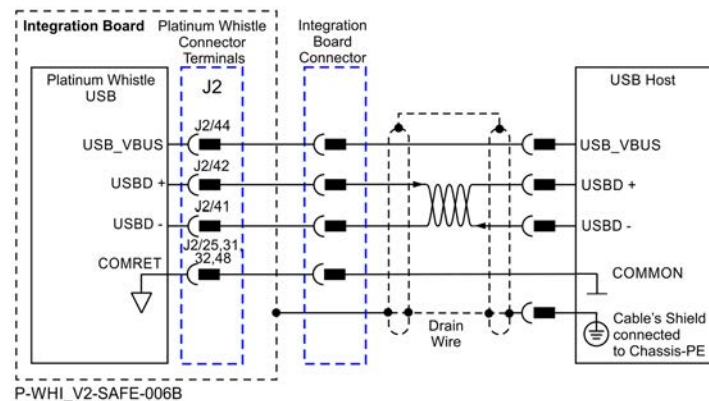 Integration Board
Platinum Whistle
Connector
Terminals
Integration
Board
Connector
Platinum Whistle
USB
J2
USB Host
J2/44
USB_VBUS
USB_VBUS
J2/42
USBD +
USBD +
J2/41
USBD -
USBD -
J2/25,31,
32,48
COMRET
COMMON
Drain
Wire
Cable's Shield
connected
to Chassis-PE
P-WHI_V2-SAFE-006B